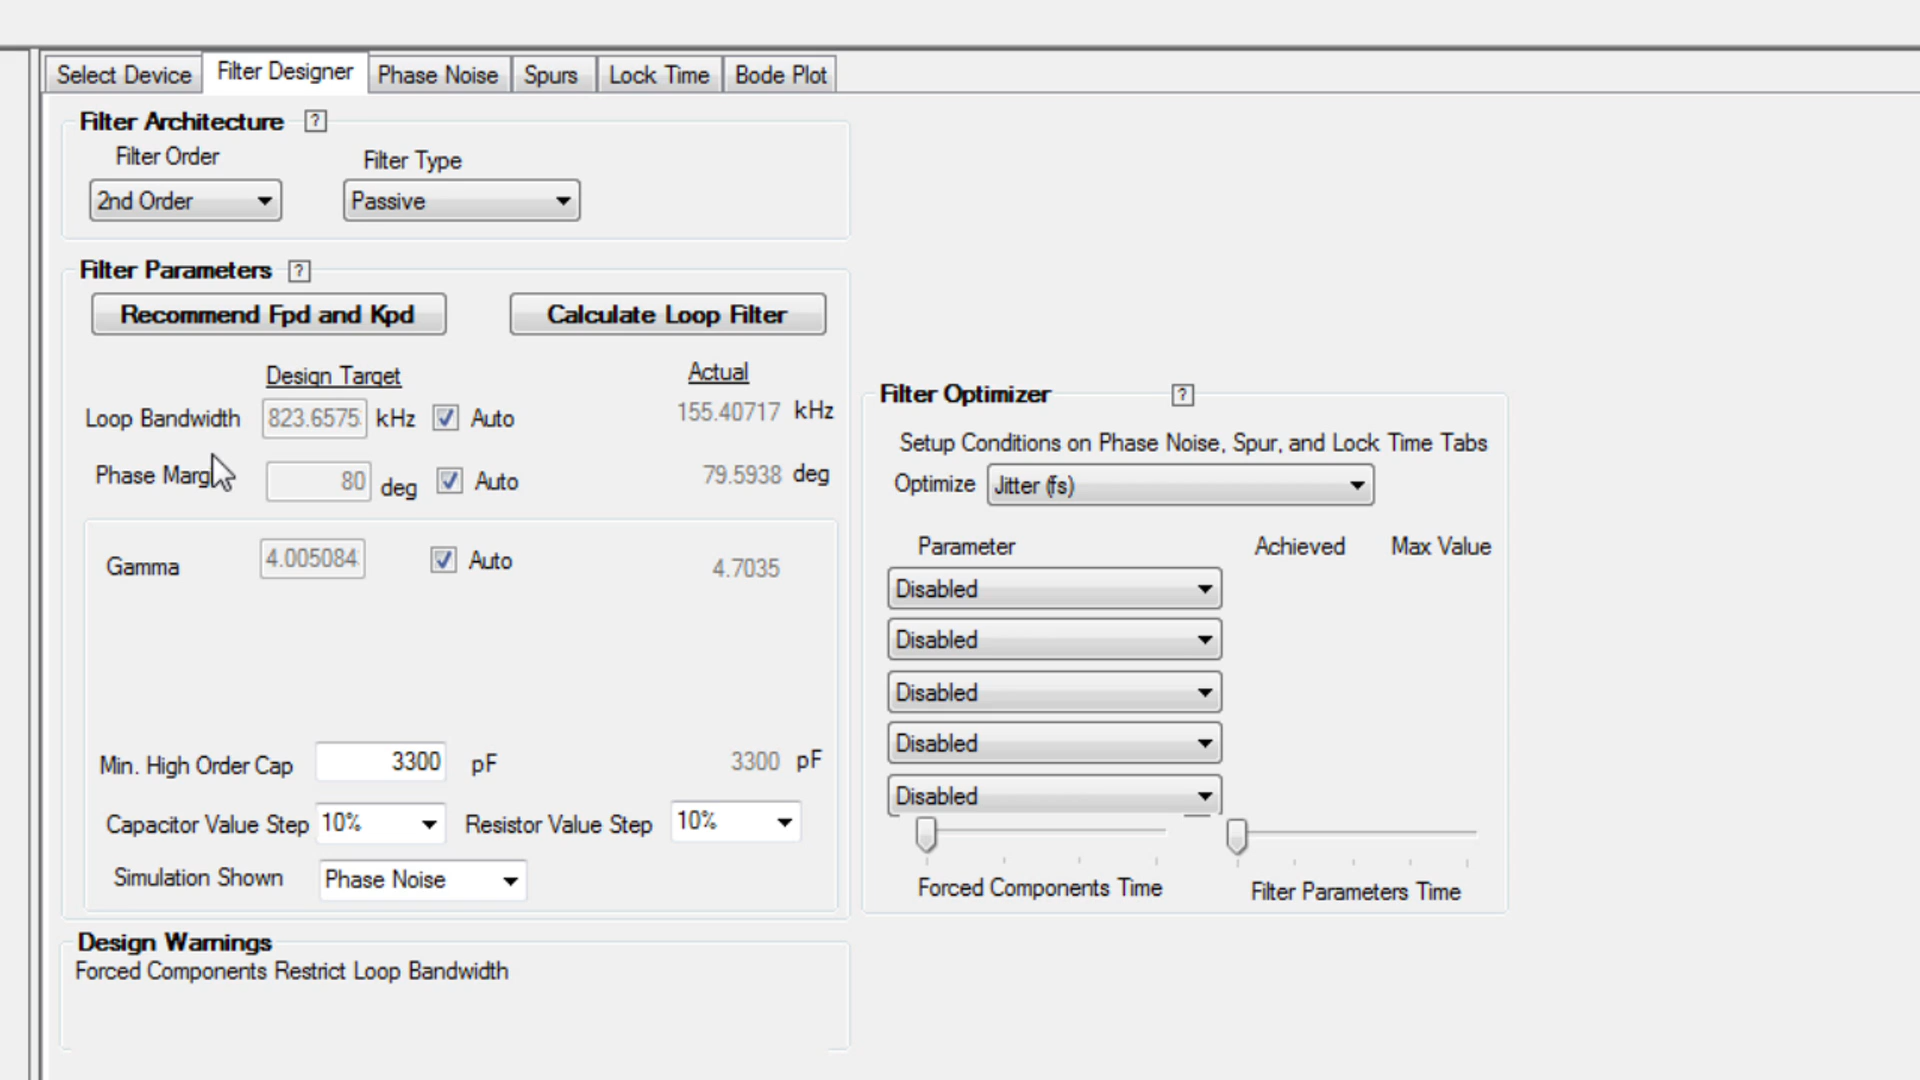 Select Device Filter Designer Phase Noise Spurs Lock Time Bode Plot
Filter Architecture ?
Filter Order Filter Type
2nd Order Passive
Filter Parameters ?
Recommend Fpd and Kpd Calculate Loop Filter
Design Target Actual
Loop Bandwidth 823.6575 kHz Auto 155.40717 kHz
Phase Margi 80 deg Auto 79.5938 deg
Gamma 4.005084 Auto 4.7035
Min. High Order Cap 3300 pF 3300 pF
Capacitor Value Step 10% Resistor Value Step 10%
Simulation Shown Phase Noise
Design Warnings
Forced Components Restrict Loop Bandwidth
Filter Optimizer ?
Setup Conditions on Phase Noise, Spur, and Lock Time Tabs
Optimize Jitter (fs)
Parameter Achieved Max Value
Disabled
Disabled
Disabled
Disabled
Disabled
Forced Components Time Filter Parameters Time